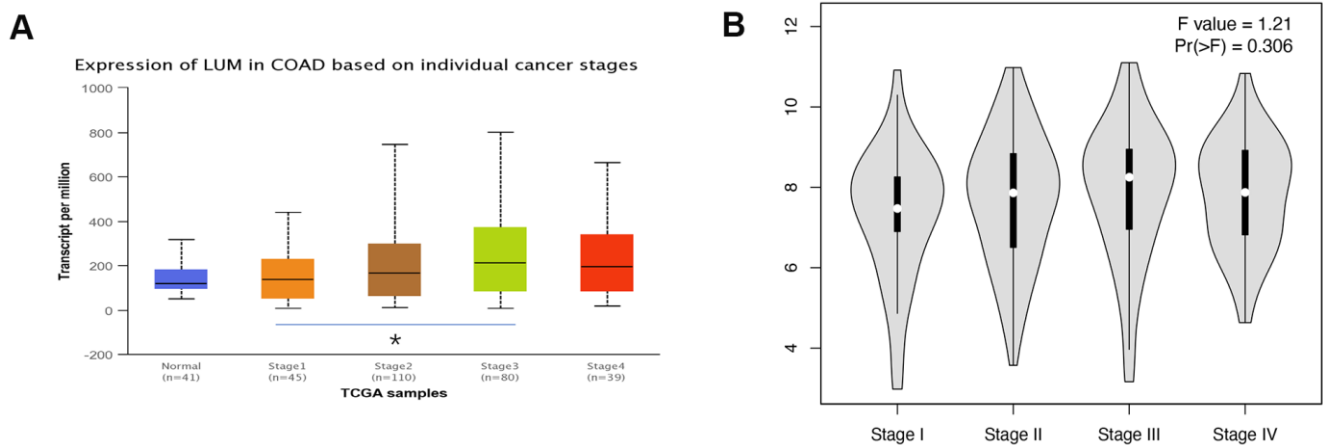 A
Expression of LUM in COAD based on individual cancer stages
Transcript per million
1000
800
600
400
200
0
-200
*
Normal
(n=41)
Stage1
(n=45)
Stage2
(n=110)
Stage3
(n=80)
Stage4
(n=39)
TCGA samples
B
F value = 1.21
Pr(>F) = 0.306
12
10
8
6
4
Stage I
Stage II
Stage III
Stage IV